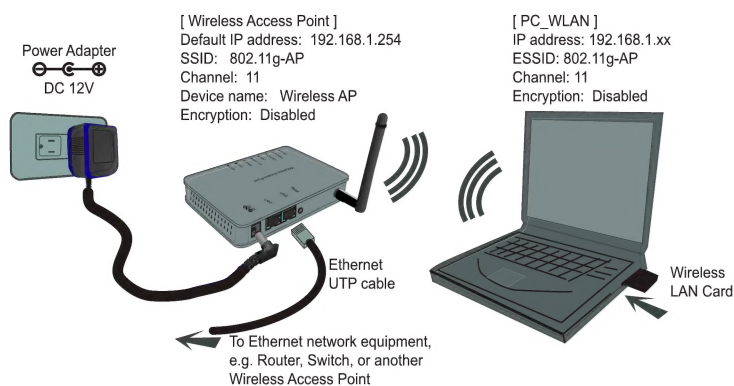 Power Adapter
DC 12V
[ Wireless Access Point ]
Default IP address: 192.168.1.254
SSID: 802.11g-AP
Channel: 11
Device name: Wireless AP
Encryption: Disabled
[ PC_WLAN ]
IP address: 192.168.1.xx
ESSID: 802.11g-AP
Channel: 11
Encryption: Disabled
Ethernet
UTP cable
Wireless
LAN Card
To Ethernet network equipment,
e.g. Router, Switch, or another
Wireless Access Point